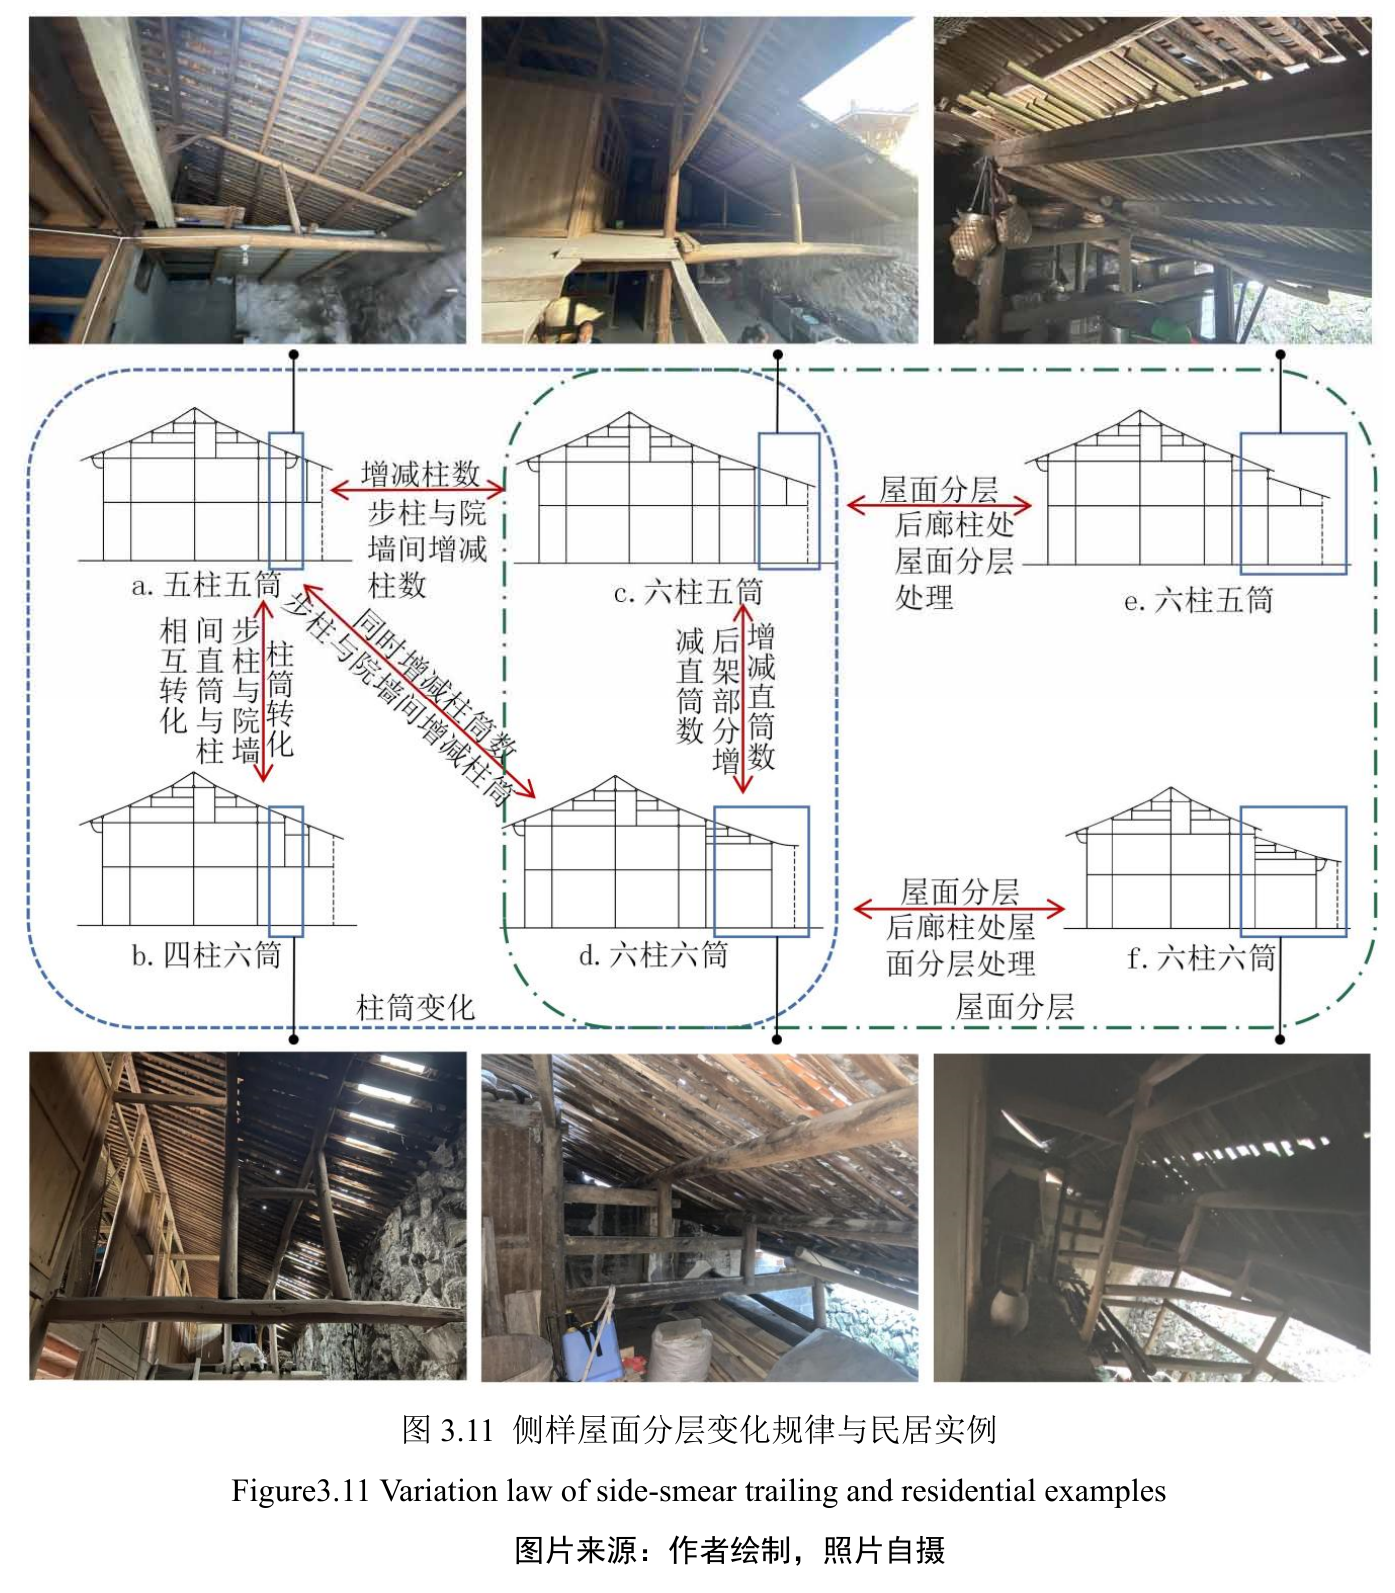 增减柱数
步柱与院
墙间增减
柱数
屋面分层
后廊柱处
屋面分层
处理
a.五柱五筒
c.六柱五筒
e.六柱五筒
柱筒转化
步柱与院墙
间直筒与柱
相互转化
同时增减柱筒数
步柱与院墙间增减柱筒
增减直筒数
后架部分增
减直筒数
屋面分层
后廊柱处屋
面分层处理
b.四柱六筒
d.六柱六筒
f.六柱六筒
柱筒变化
屋面分层
图 3.11 侧样屋面分层变化规律与民居实例
Figure3.11 Variation law of side-smear trailing and residential examples
图片来源：作者绘制，照片自摄